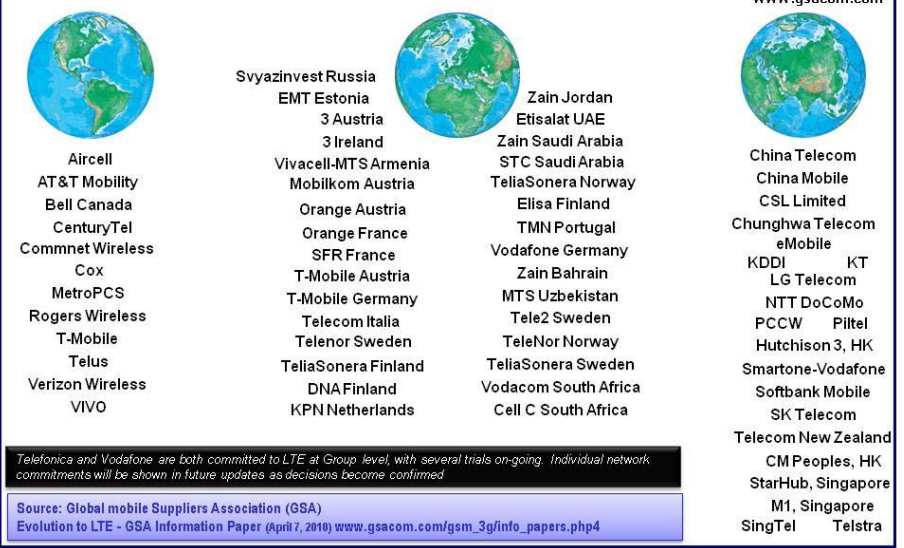 www.gsacom.com
Aircell
AT&T Mobility
Bell Canada
CenturyTel
Commnet Wireless
Cox
MetroPCS
Rogers Wireless
T-Mobile
Telus
Verizon Wireless
VIVO
Svyazinvest Russia
EMT Estonia
3 Austria
3 Ireland
Vivacell-MTS Armenia
Mobilkom Austria
Orange Austria
Orange France
SFR France
T-Mobile Austria
T-Mobile Germany
Telecom Italia
Telenor Sweden
TeliaSonera Finland
DNA Finland
KPN Netherlands
Zain Jordan
Etisalat UAE
Zain Saudi Arabia
STC Saudi Arabia
TeliaSonera Norway
Elisa Finland
TMN Portugal
Vodafone Germany
Zain Bahrain
MTS Uzbekistan
Tele2 Sweden
TeleNor Norway
TeliaSonera Sweden
Vodacom South Africa
Cell C South Africa
China Telecom
China Mobile
CSL Limited
Chunghwa Telecom
eMobile
KDDI KT
LG Telecom
NTT DoCoMo
PCCW Piltel
Hutchison 3, HK
Smartone-Vodafone
Softbank Mobile
SK Telecom
Telecom New Zealand
CM Peoples, HK
StarHub, Singapore
M1, Singapore
SingTel Telstra
Telefonica and Vodafone are both committed to LTE at Group level, with several trials on-going. Individual network
commitments will be shown in future updates as decisions become confirmed
Source: Global mobile Suppliers Association (GSA)
Evolution to LTE - GSA Information Paper (April 7, 2010) www.gsacom.com/gsm_3g/info_papers.php4